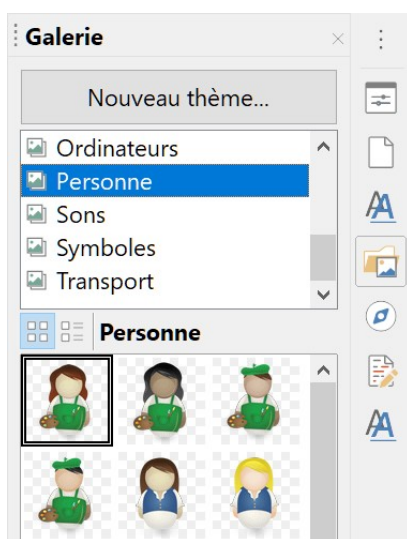 Galerie
Nouveau thème...
Ordinateurs
Personne
Sons
Symboles
Transport
Personne